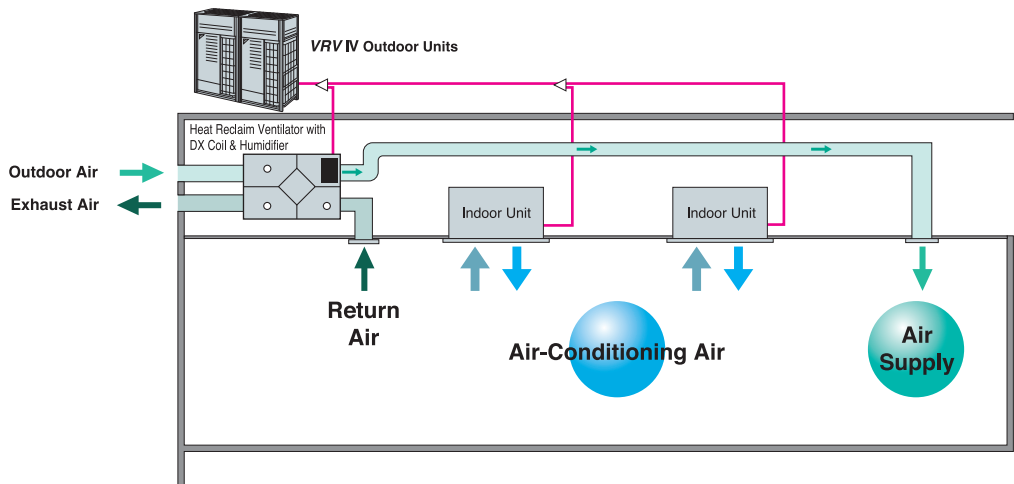 VRV IV Outdoor Units
Heat Reclaim Ventilator with
DX Coil & Humidifier
Outdoor Air
Exhaust Air
Indoor Unit
Indoor Unit
Return
Air
Air-Conditioning Air
Air
Supply